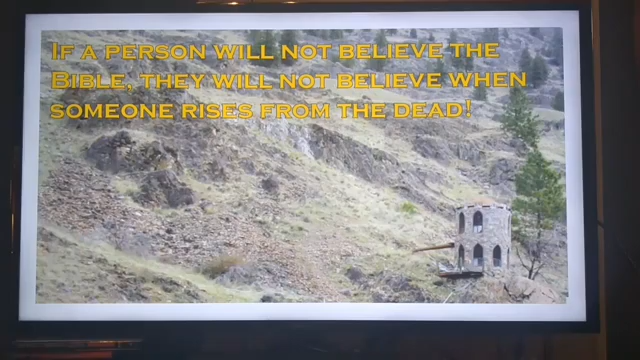 If a person will not believe the
Bible, they will not believe when
someone rises from the dead!